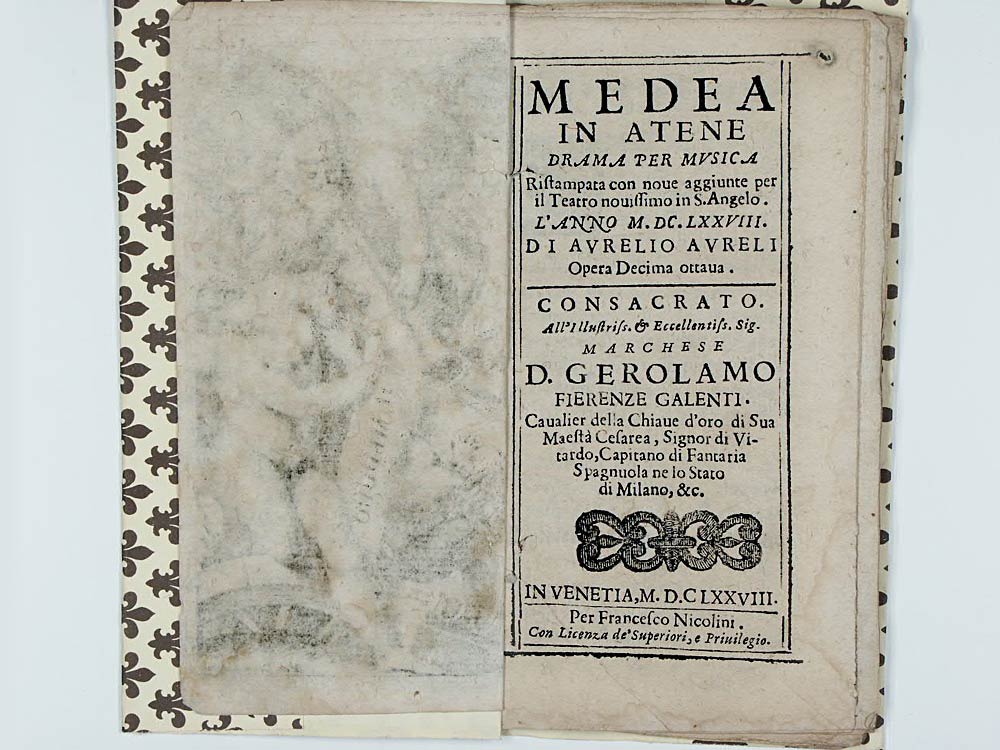 MEDEA
IN ATENE
DRAMA PER MVSICA
Riſtampata con noue aggiunte per
il Teatro nouiſſimo in S. Angelo.
L'ANNO M. DC. LXXVIII.
DI AVRELIO AVRELI
Opera Decima ottaua.
CONSACRATO.
All'Illuſtriſs. & Eccellentiſs. Sig.
MARCHESE
D. GEROLAMO
FIERENZE GALENTI.
Caualier della Chiaue d'oro di Sua
Maeſtà Ceſarea, Signor di Vi-
tardo, Capitano di Fantaria
Spagnuola ne lo Stato
di Milano, &c.
IN VENETIA, M. D.C LXXVIII.
Per Franceſco Nicolini.
Con Licenza de' Superiori, e Priuilegio.